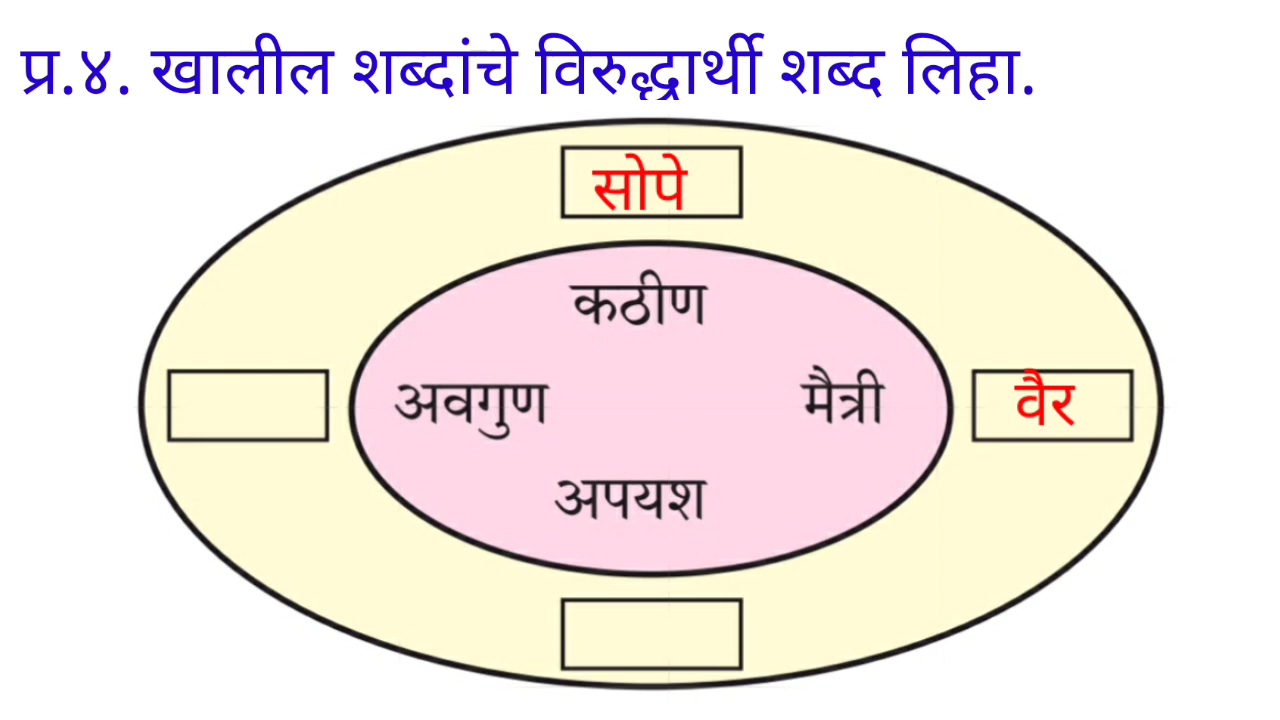 प्र.४. खालील शब्दांचे विरुद्धार्थी शब्द लिहा.
सोपे
कठीण
अवगुण मैत्री वैर
अपयश